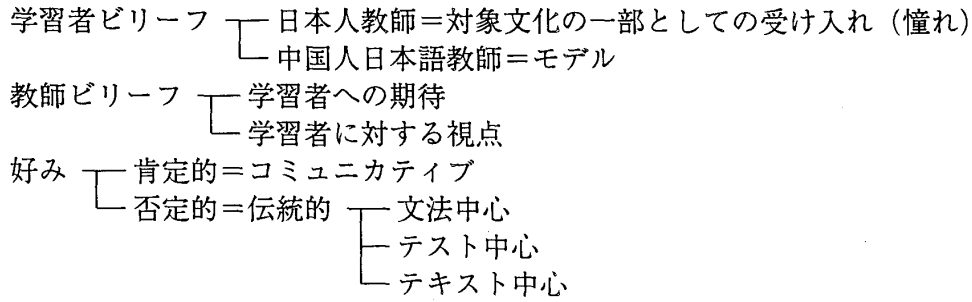 学習者ビリーフ 日本人教師＝対象文化の一部としての受け入れ（憧れ）
中国人日本語教師＝モデル
教師ビリーフ 学習者への期待
学習者に対する視点
好み 肯定的＝コミュニカティブ
否定的＝伝統的 文法中心
テスト中心
テキスト中心